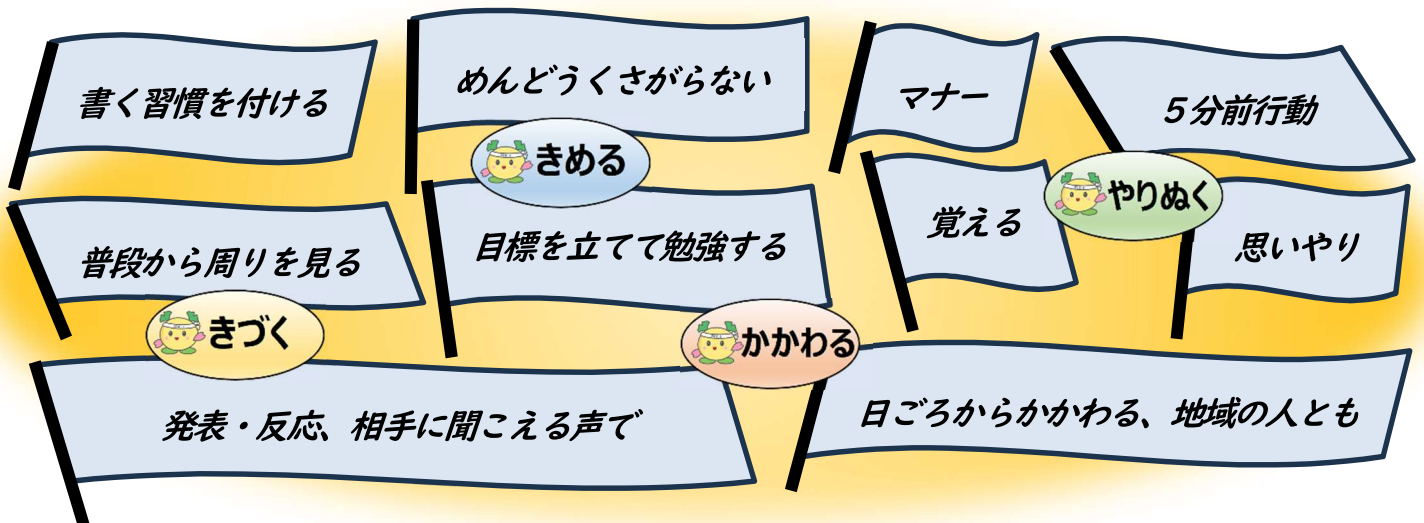 書く習慣を付ける
めんどうくさがらない
マナー
５分前行動
きめる
やりぬく
普段から周りを見る
目標を立てて勉強する
覚える
思いやり
きづく
かかわる
発表・反応、相手に聞こえる声で
日ごろからかかわる、地域の人とも